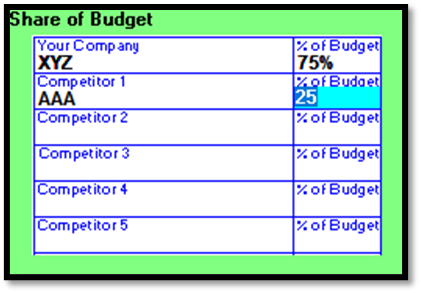 Share of Budget
Your Company % of Budget
XYZ 75%
Competitor 1 % of Budget
AAA 25
Competitor 2 % of Budget
Competitor 3 % of Budget
Competitor 4 % of Budget
Competitor 5 % of Budget